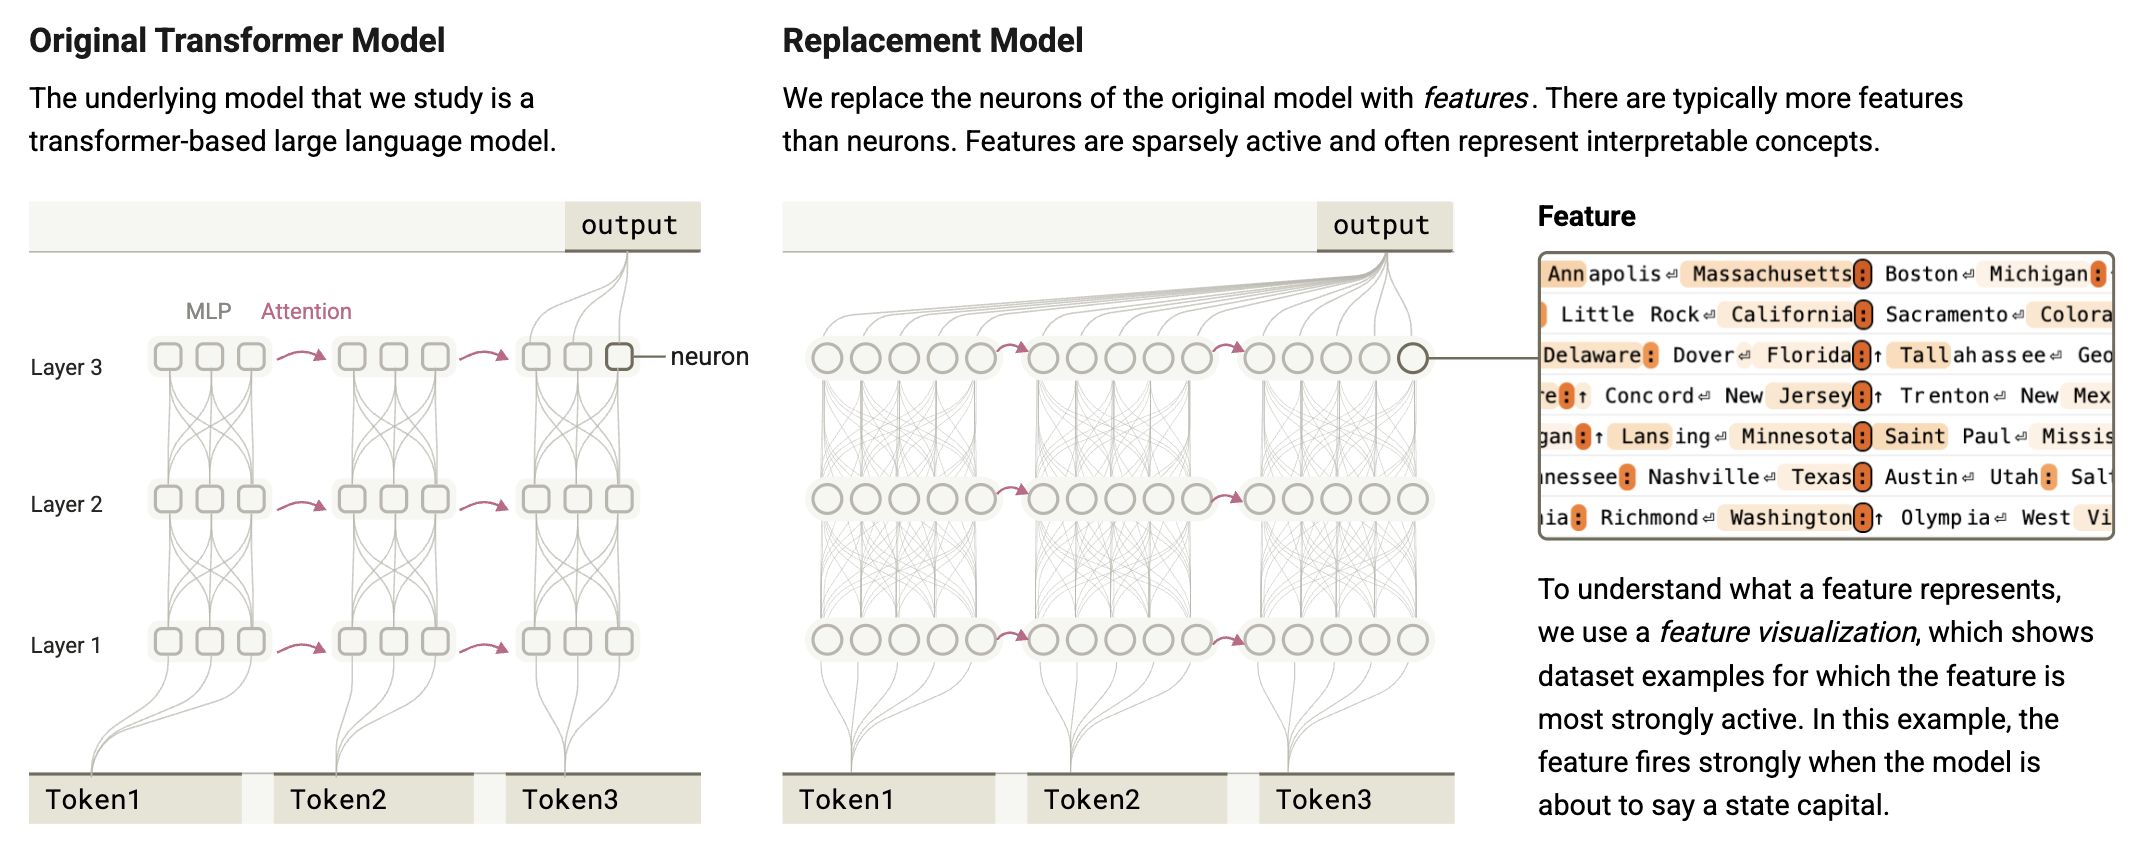 Original Transformer Model
The underlying model that we study is a
transformer-based large language model.
output
MLP Attention
Layer 3
neuron
Layer 2
Layer 1
Token1 Token2 Token3
Replacement Model
We replace the neurons of the original model with features. There are typically more features
than neurons. Features are sparsely active and often represent interpretable concepts.
output
Token1 Token2 Token3
Feature
Annapolis⏎ Massachusetts: Boston⏎ Michigan:
Little Rock⏎ California: Sacramento⏎ Colora
Delaware: Dover⏎ Florida:↑ Tallahassee⏎ Geo
re:↑ Concord⏎ New Jersey:↑ Trenton⏎ New Mex
gan:↑ Lansing⏎ Minnesota: Saint Paul⏎ Missis
nnessee: Nashville⏎ Texas: Austin⏎ Utah: Salt
nia: Richmond⏎ Washington:↑ Olympia⏎ West Vi
To understand what a feature represents,
we use a feature visualization, which shows
dataset examples for which the feature is
most strongly active. In this example, the
feature fires strongly when the model is
about to say a state capital.